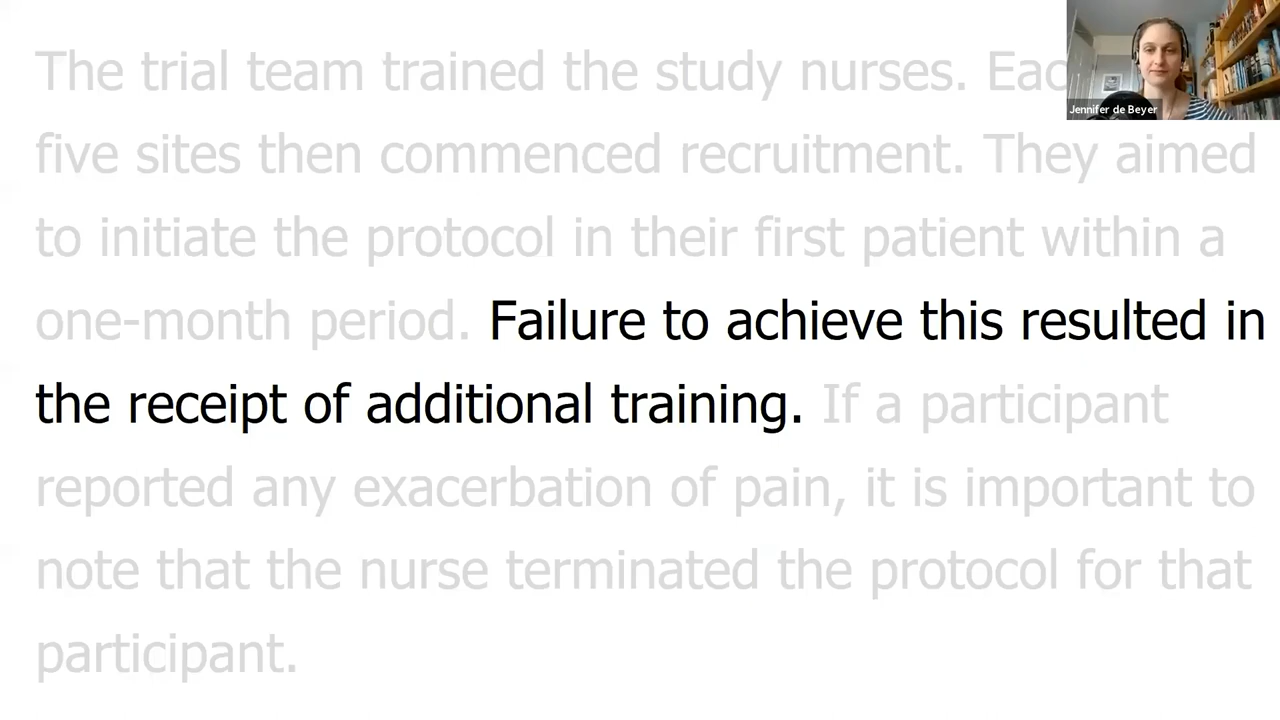 The trial team trained the study nurses. Eac
five sites then commenced recruitment. They aimed
to initiate the protocol in their first patient within a
one-month period. Failure to achieve this resulted in
the receipt of additional training. If a participant
reported any exacerbation of pain, it is important to
note that the nurse terminated the protocol for that
participant.
Jennifer de Beyer